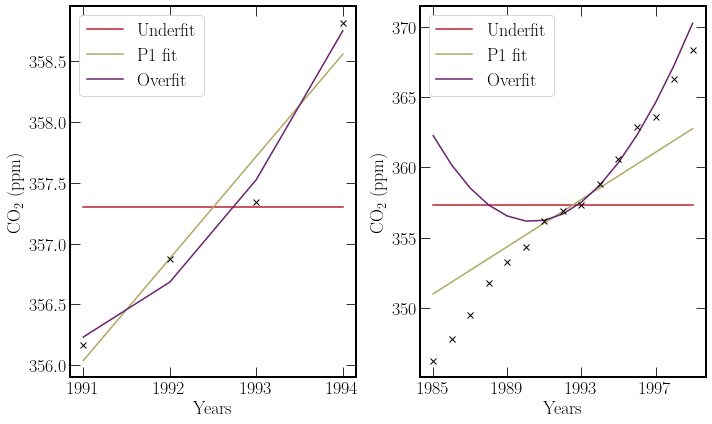 Underfit
P1 fit
Overfit
358.5
358.0
357.5
357.0
356.5
356.0
CO₂ (ppm)
1991 1992 1993 1994
Years
Underfit
P1 fit
Overfit
370
365
360
355
350
CO₂ (ppm)
1985 1989 1993 1997
Years